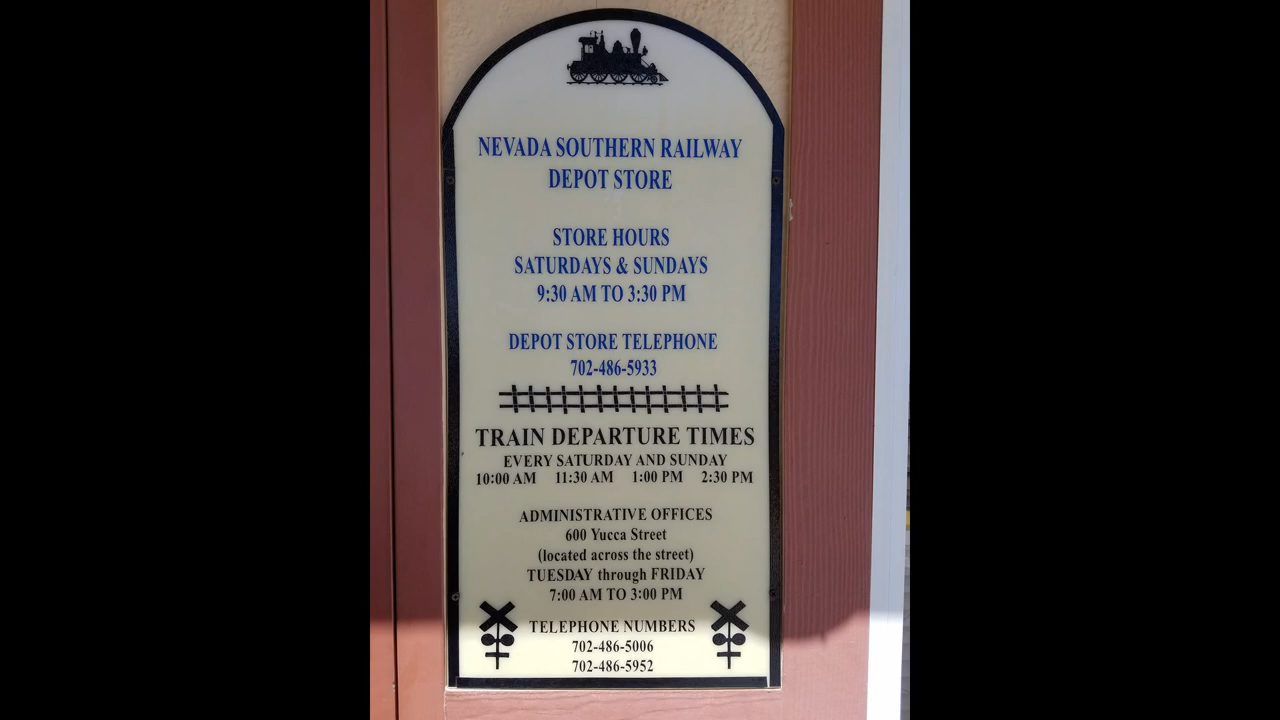 NEVADA SOUTHERN RAILWAY
DEPOT STORE
STORE HOURS
SATURDAYS & SUNDAYS
9:30 AM TO 3:30 PM
DEPOT STORE TELEPHONE
702-486-5933
TRAIN DEPARTURE TIMES
EVERY SATURDAY AND SUNDAY
10:00 AM 11:30 AM 1:00 PM 2:30 PM
ADMINISTRATIVE OFFICES
600 Yucca Street
(located across the street)
TUESDAY through FRIDAY
7:00 AM TO 3:00 PM
TELEPHONE NUMBERS
702-486-5006
702-486-5952